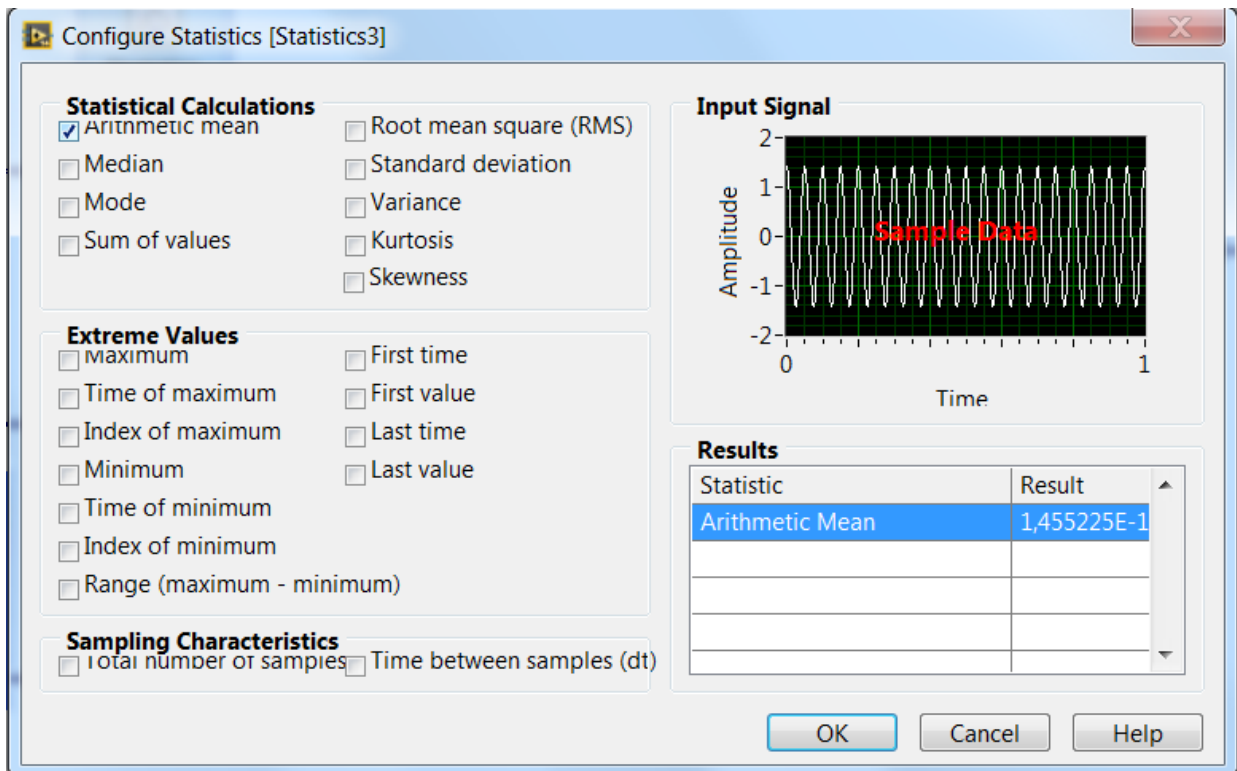 Configure Statistics [Statistics3]
Statistical Calculations
Arithmetic mean
Median
Mode
Sum of values
Root mean square (RMS)
Standard deviation
Variance
Kurtosis
Skewness
Extreme Values
Maximum
Time of maximum
Index of maximum
Minimum
Time of minimum
Index of minimum
Range (maximum - minimum)
First time
First value
Last time
Last value
Sampling Characteristics
Total number of samples
Time between samples (dt)
Input Signal
2
1
0
-1
-2
Amplitude
Sample Data
0 1
Time
Results
Statistic Result
Arithmetic Mean 1,455225E-1
OK Cancel Help